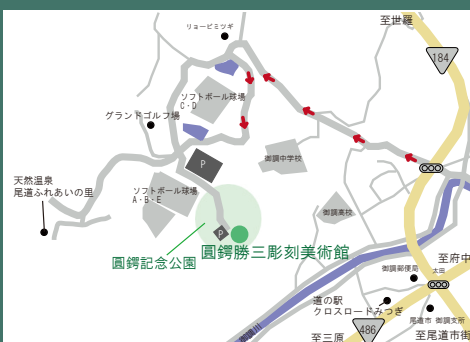 至世羅
リョービミツギ
184
ソフトボール球場
C・D
グランドゴルフ場
P
御調中学校
天然温泉
尾道ふれあいの里
ソフトボール球場
A・B・E
御調高校
P
圓鍔勝三彫刻美術館
圓鍔記念公園
至府中
御調郵便局
太田
道の駅
クロスロードみつぎ
御調川
尾道市 御調支所
486
至三原
至尾道市街